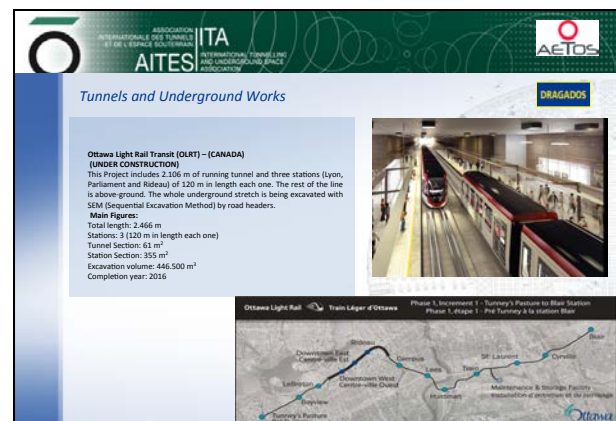 ASSOCIATION
INTERNATIONALE DES TUNNELS
ET DE L'ESPACE SOUTERRAIN
AITES
ITA
INTERNATIONAL TUNNELLING
AND UNDERGROUND SPACE
ASSOCIATION
AETOS
Tunnels and Underground Works
DRAGADOS
Ottawa Light Rail Transit (OLRT) – (CANADA)
(UNDER CONSTRUCTION)
This Project includes 2.106 m of running tunnel and three stations (Lyon,
Parliament and Rideau) of 120 m in length each one. The rest of the line
is above-ground. The whole underground stretch is being excavated with
SEM (Sequential Excavation Method) by road headers.
Main Figures:
Total length: 2.466 m
Stations: 3 (120 m in length each one)
Tunnel Section: 61 m²
Station Section: 355 m²
Excavation volume: 446.500 m³
Completion year: 2016
Ottawa Light Rail Train Léger d'Ottawa
Phase 1, Increment 1 - Tunney's Pasture to Blair Station
Phase 1, étape 1 - Pré Tunney à la station Blair
Blair
Rideau
Downtown East
Centre-ville Est
Cyrville
St. Laurent
Campus
Train
Lees
Downtown West
Centre-ville Ouest
LeBreton
Hurdman
Maintenance & Storage Facility
Installation d'entretien et de remisage
Bayview
Tunney's Pasture
Ottawa